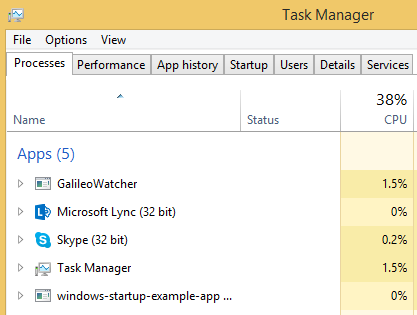 Task Manager
File Options View
Processes Performance App history Startup Users Details Services
38%
Name Status CPU
Apps (5)
GalileoWatcher 1.5%
Microsoft Lync (32 bit) 0%
Skype (32 bit) 0.2%
Task Manager 1.5%
windows-startup-example-app ... 0%